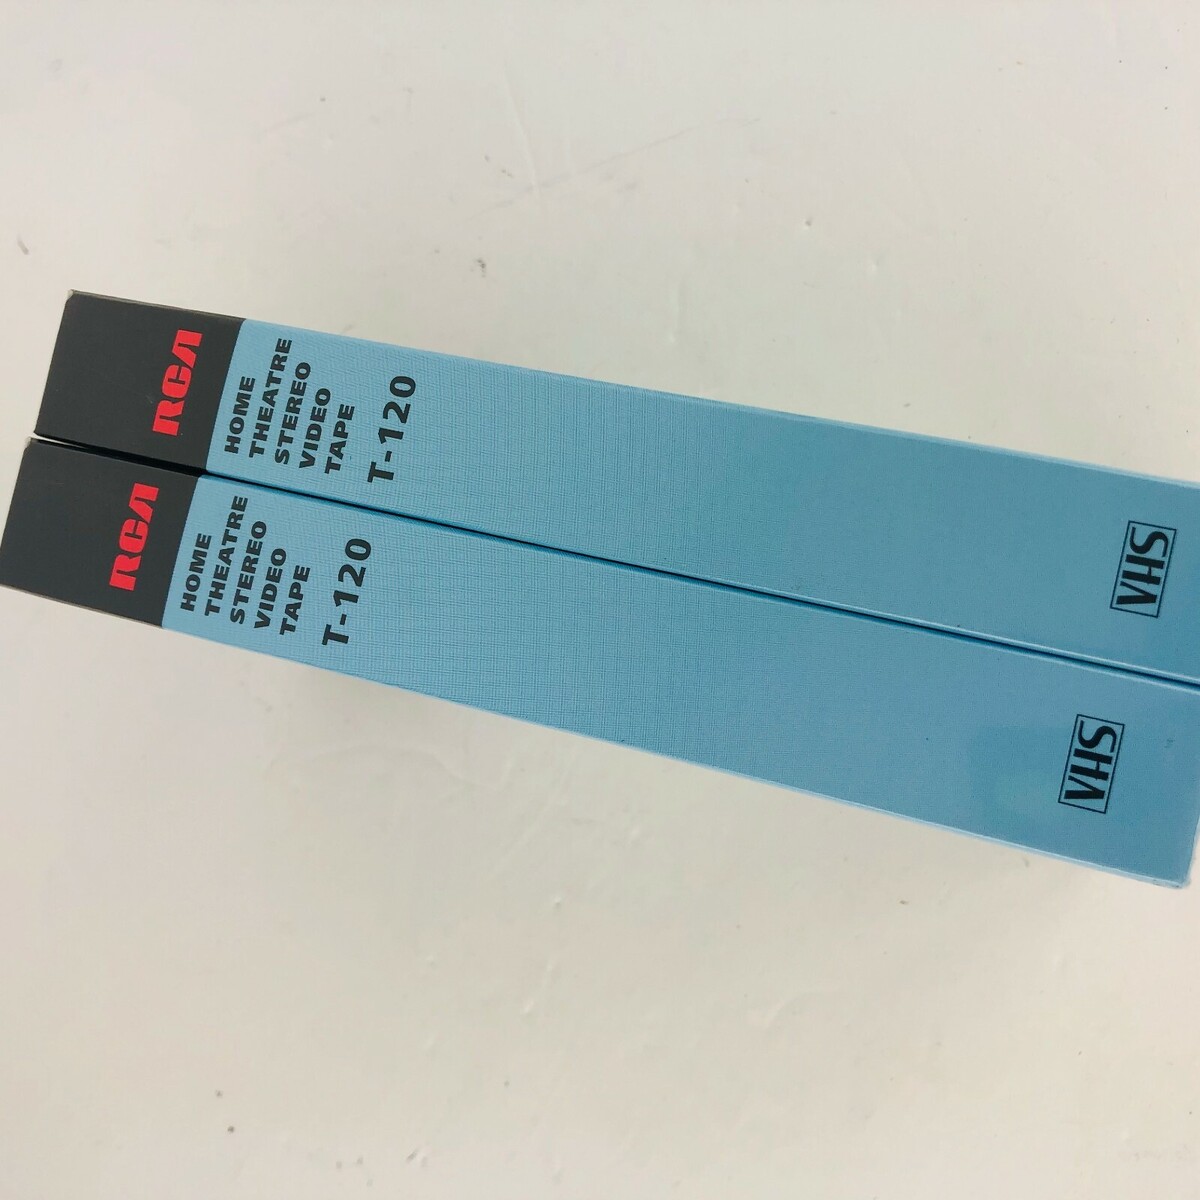 RCA
HOME
THEATRE
STEREO
VIDEO
TAPE
T-120
VHS
RCA
HOME
THEATRE
STEREO
VIDEO
TAPE
T-120
VHS